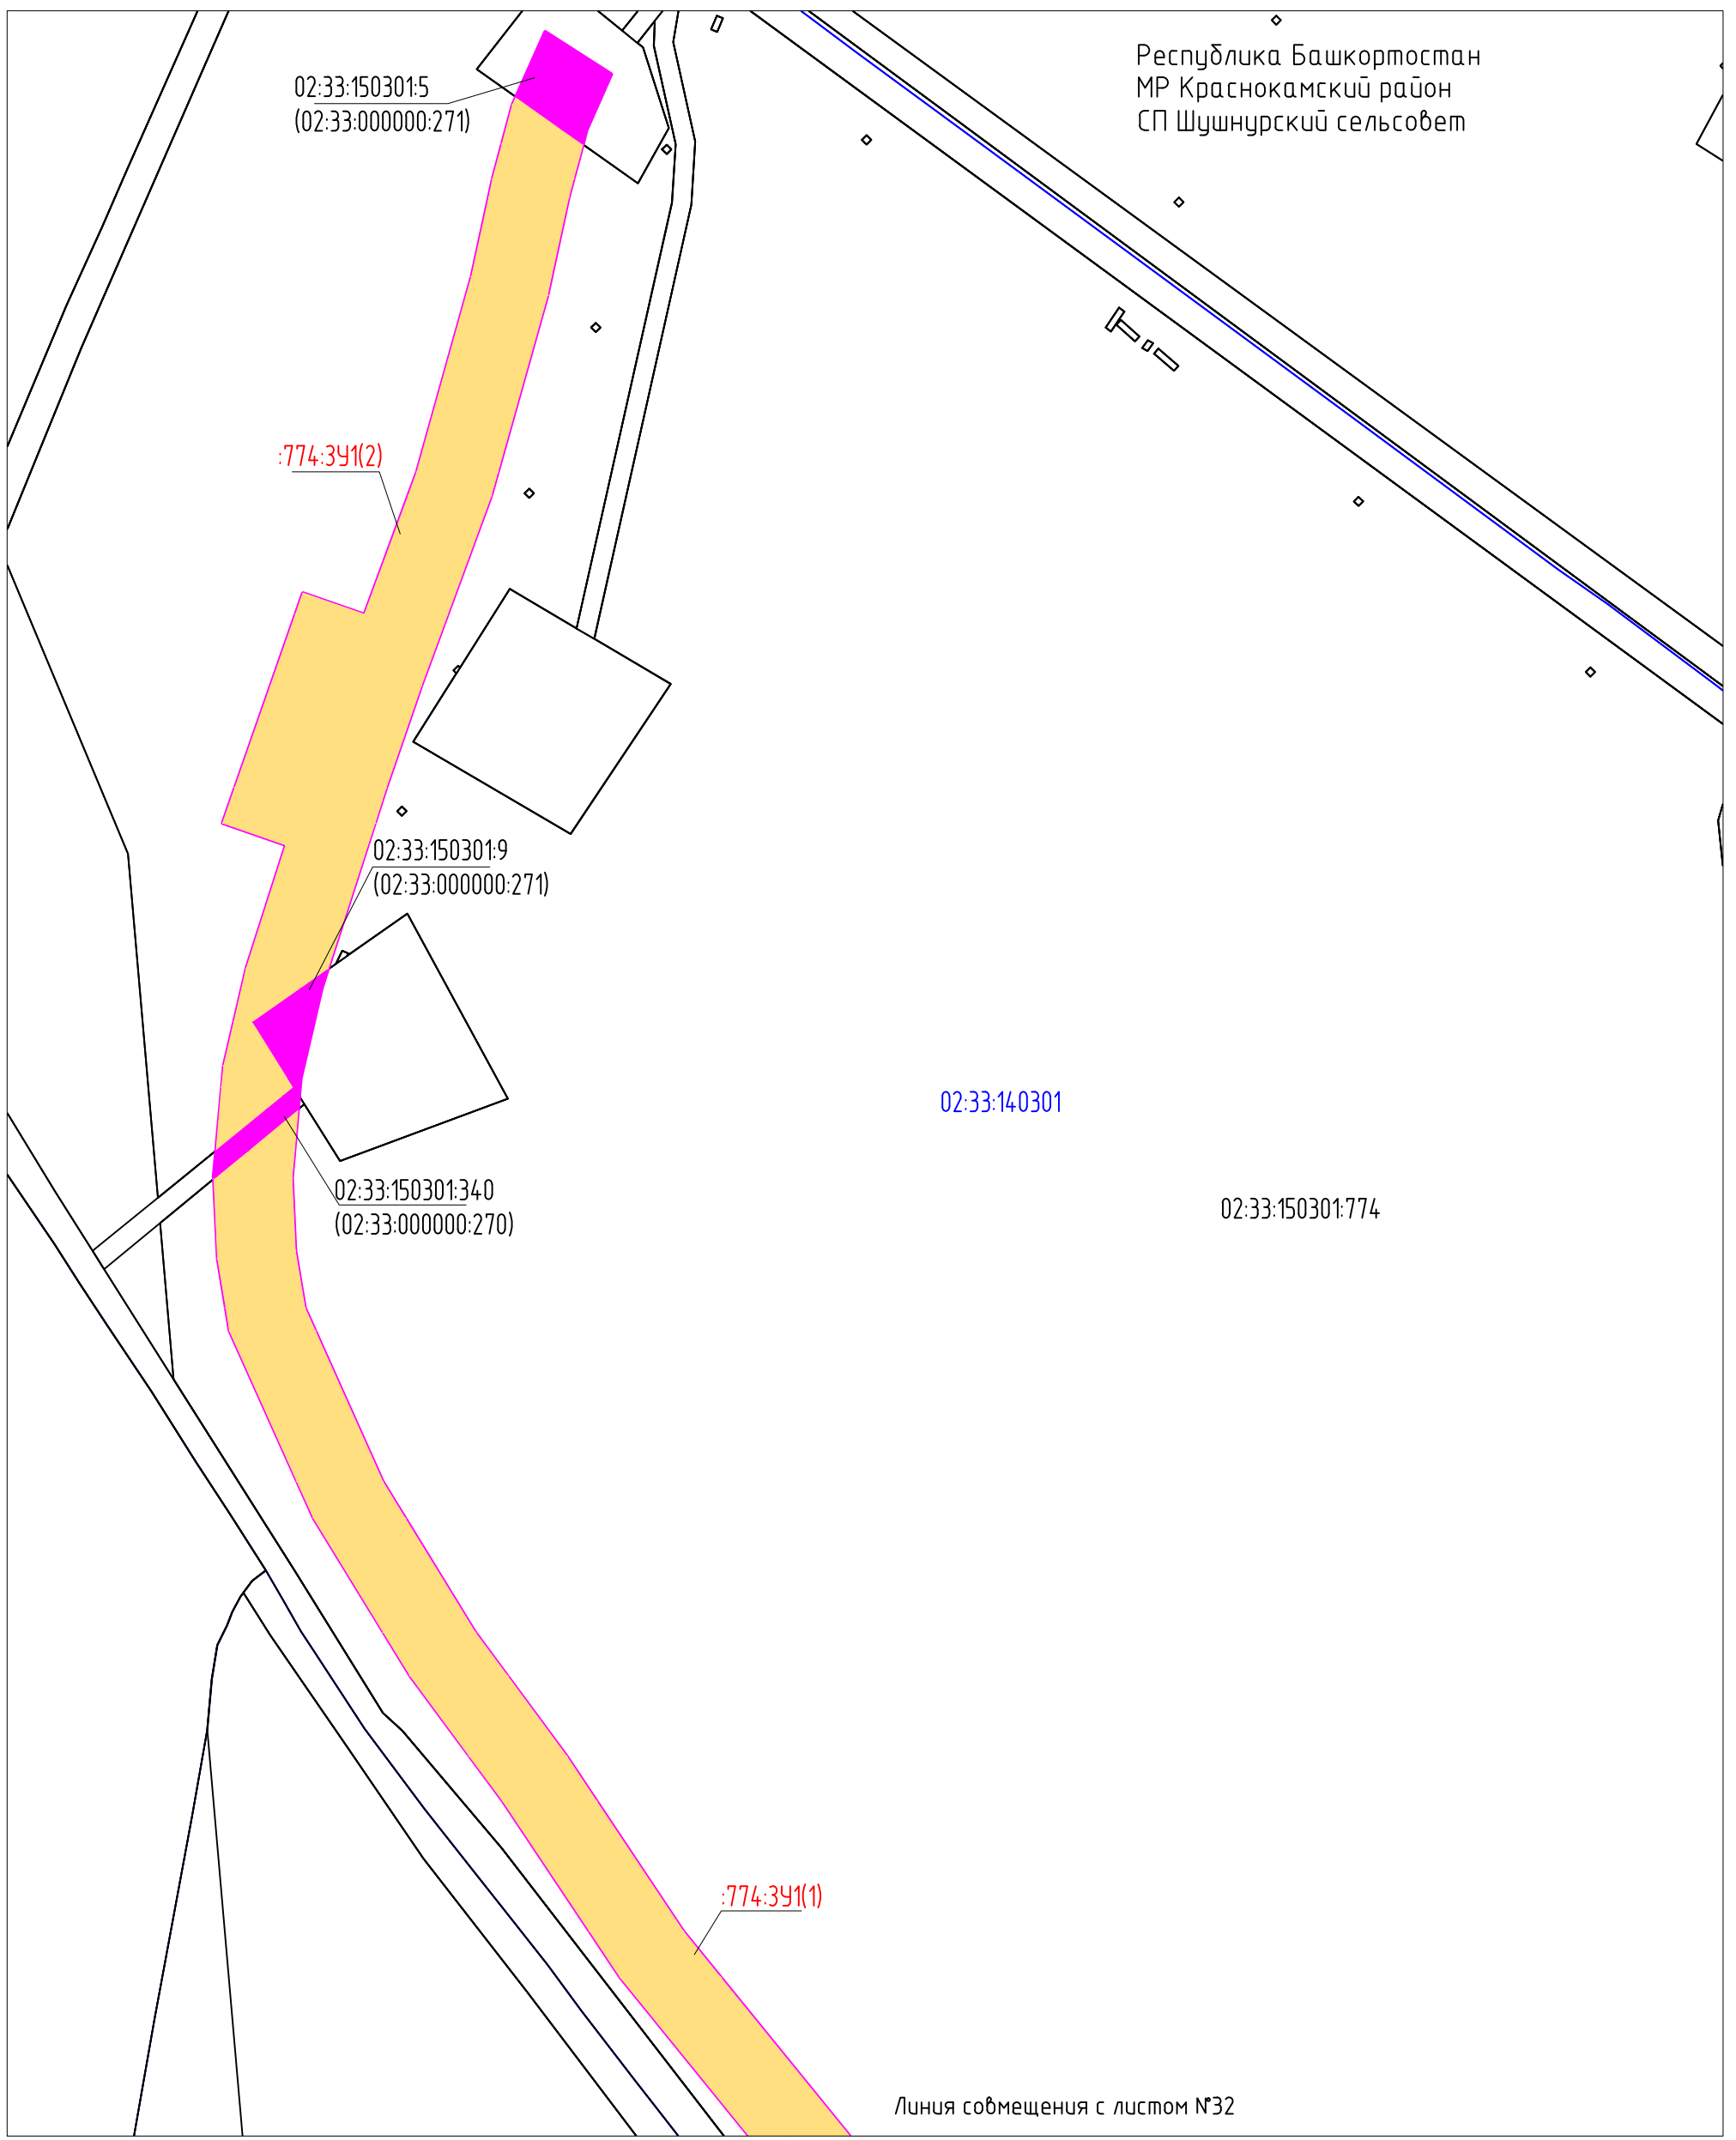 Республика Башкортостан
МР Краснокамский район
СП Шушнурский сельсовет
02:33:150301:5
(02:33:000000:271)
:774:ЗУ1(2)
02:33:150301:9
(02:33:000000:271)
02:33:140301
02:33:150301:340
(02:33:000000:270)
02:33:150301:774
:774:ЗУ1(1)
Линия совмещения с листом №32